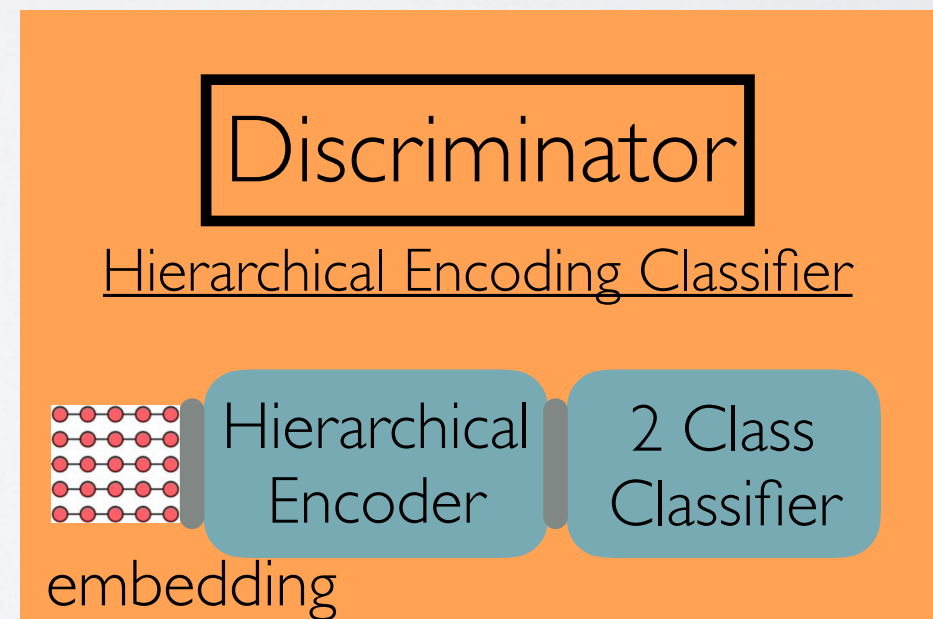 Discriminator
Hierarchical Encoding Classifier
Hierarchical
Encoder
2 Class
Classifier
embedding